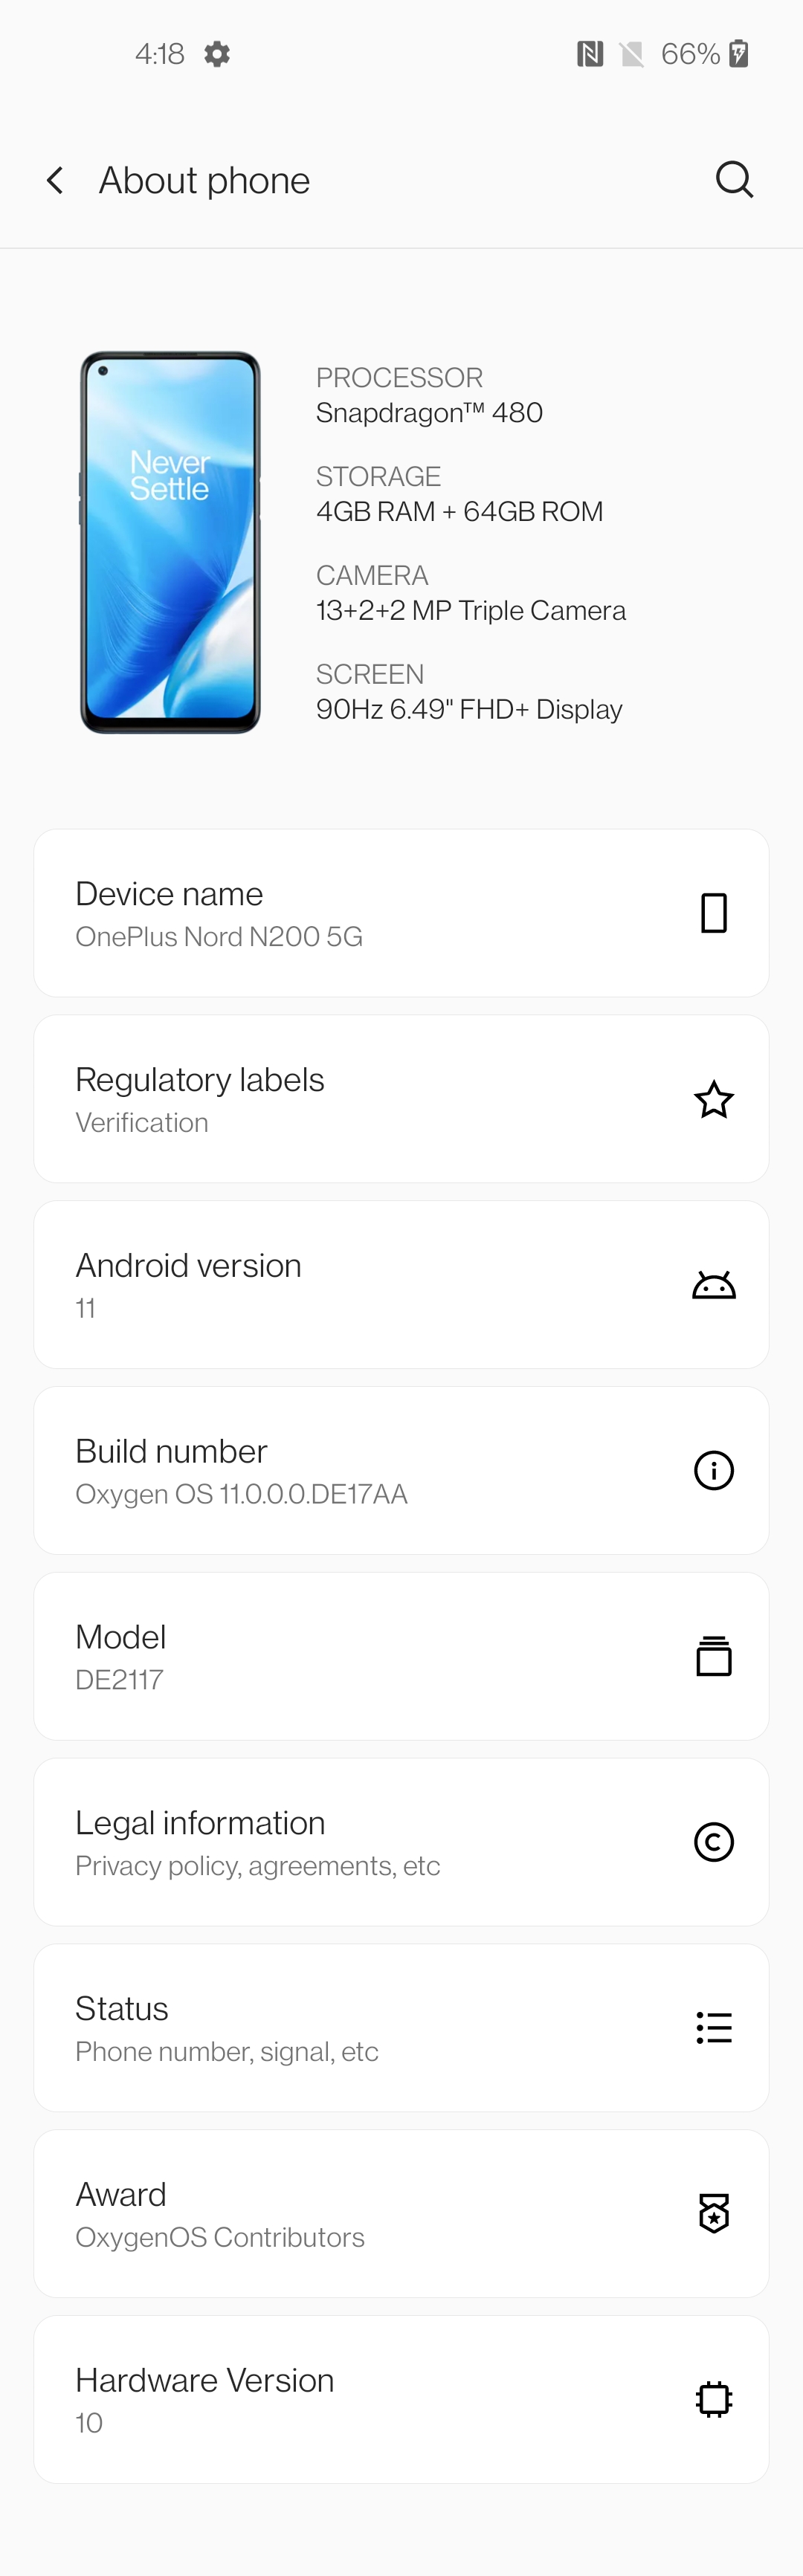 4:18
66%
About phone
Never
Settle
PROCESSOR
Snapdragon™ 480
STORAGE
4GB RAM + 64GB ROM
CAMERA
13+2+2 MP Triple Camera
SCREEN
90Hz 6.49" FHD+ Display
Device name
OnePlus Nord N200 5G
Regulatory labels
Verification
Android version
11
Build number
Oxygen OS 11.0.0.0.DE17AA
Model
DE2117
Legal information
Privacy policy, agreements, etc
Status
Phone number, signal, etc
Award
OxygenOS Contributors
Hardware Version
10